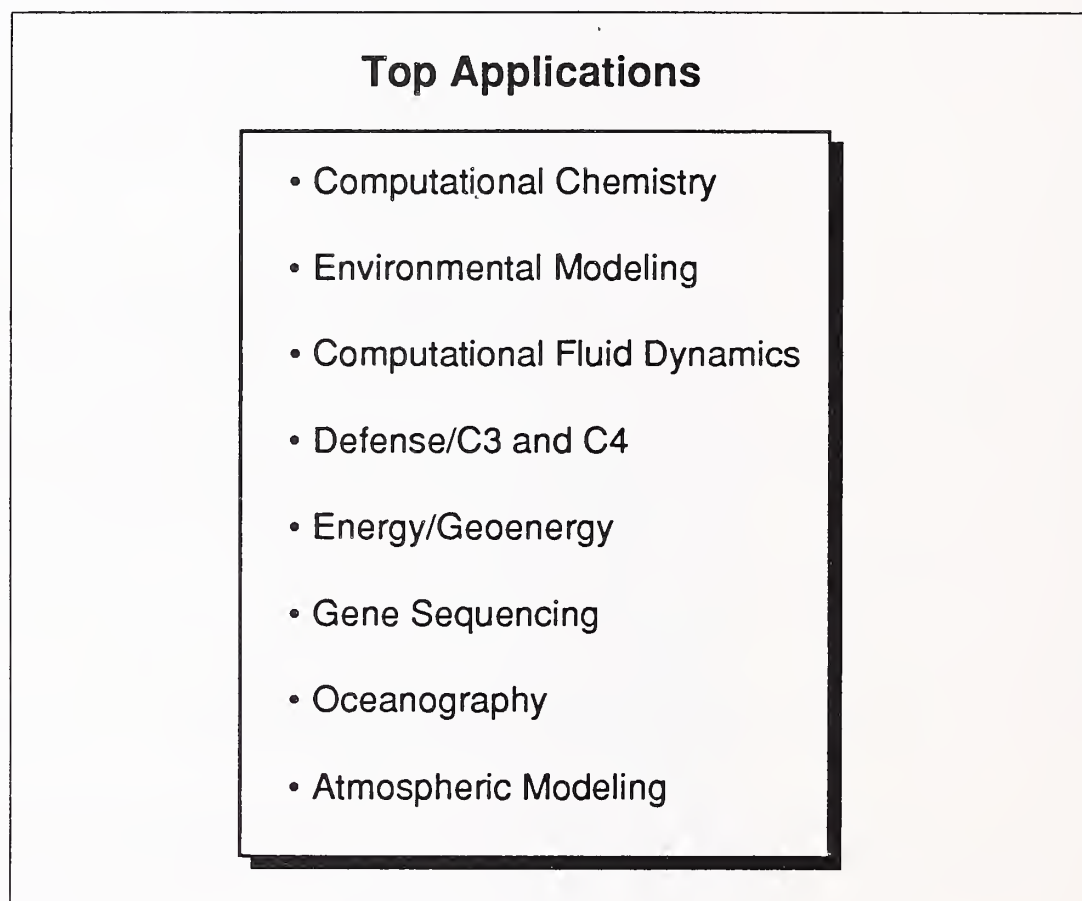 Top Applications
• Computational Chemistry
• Environmental Modeling
• Computational Fluid Dynamics
• Defense/C3 and C4
• Energy/Geoenergy
• Gene Sequencing
• Oceanography
• Atmospheric Modeling